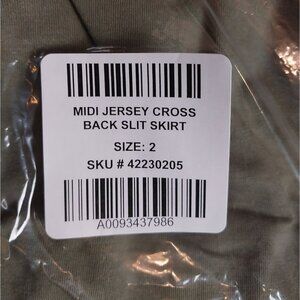 MIDI JERSEY CROSS
BACK SLIT SKIRT
SIZE: 2
SKU # 42230205
A0093437986